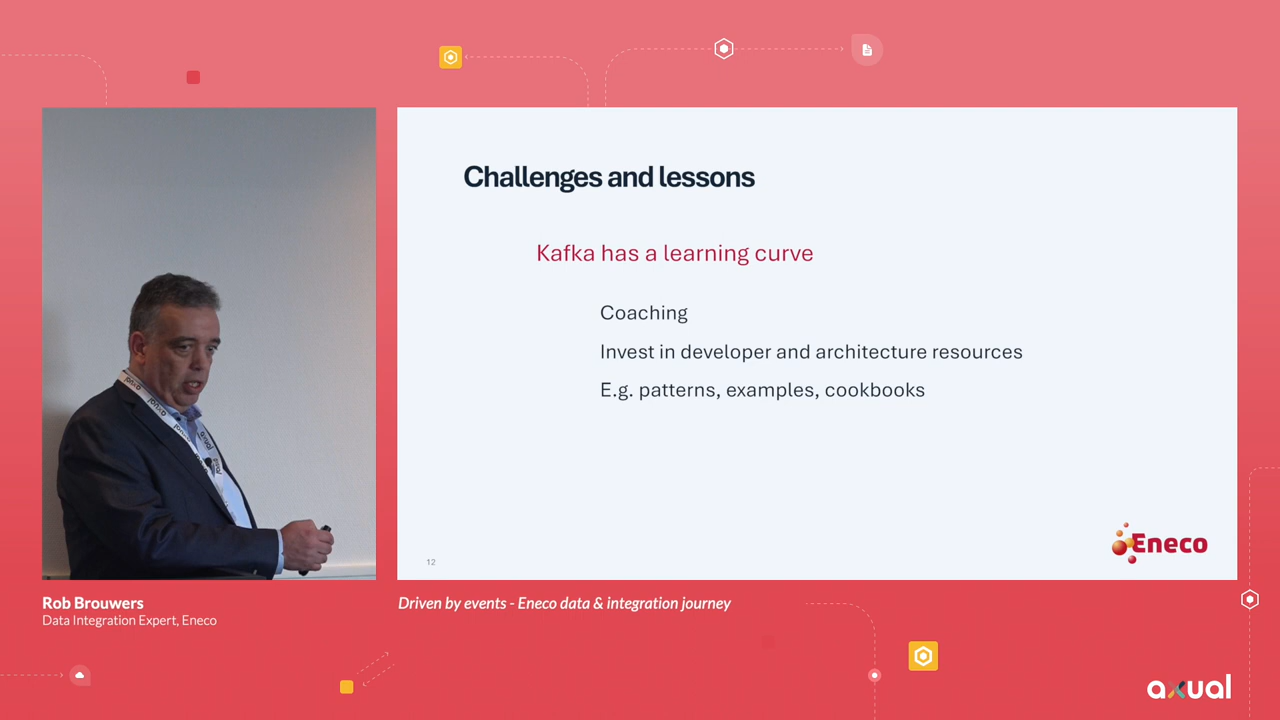 Challenges and lessons
Kafka has a learning curve
Coaching
Invest in developer and architecture resources
E.g. patterns, examples, cookbooks
12
Eneco
Rob Brouwers
Data Integration Expert, Eneco
Driven by events - Eneco data & integration journey
axual